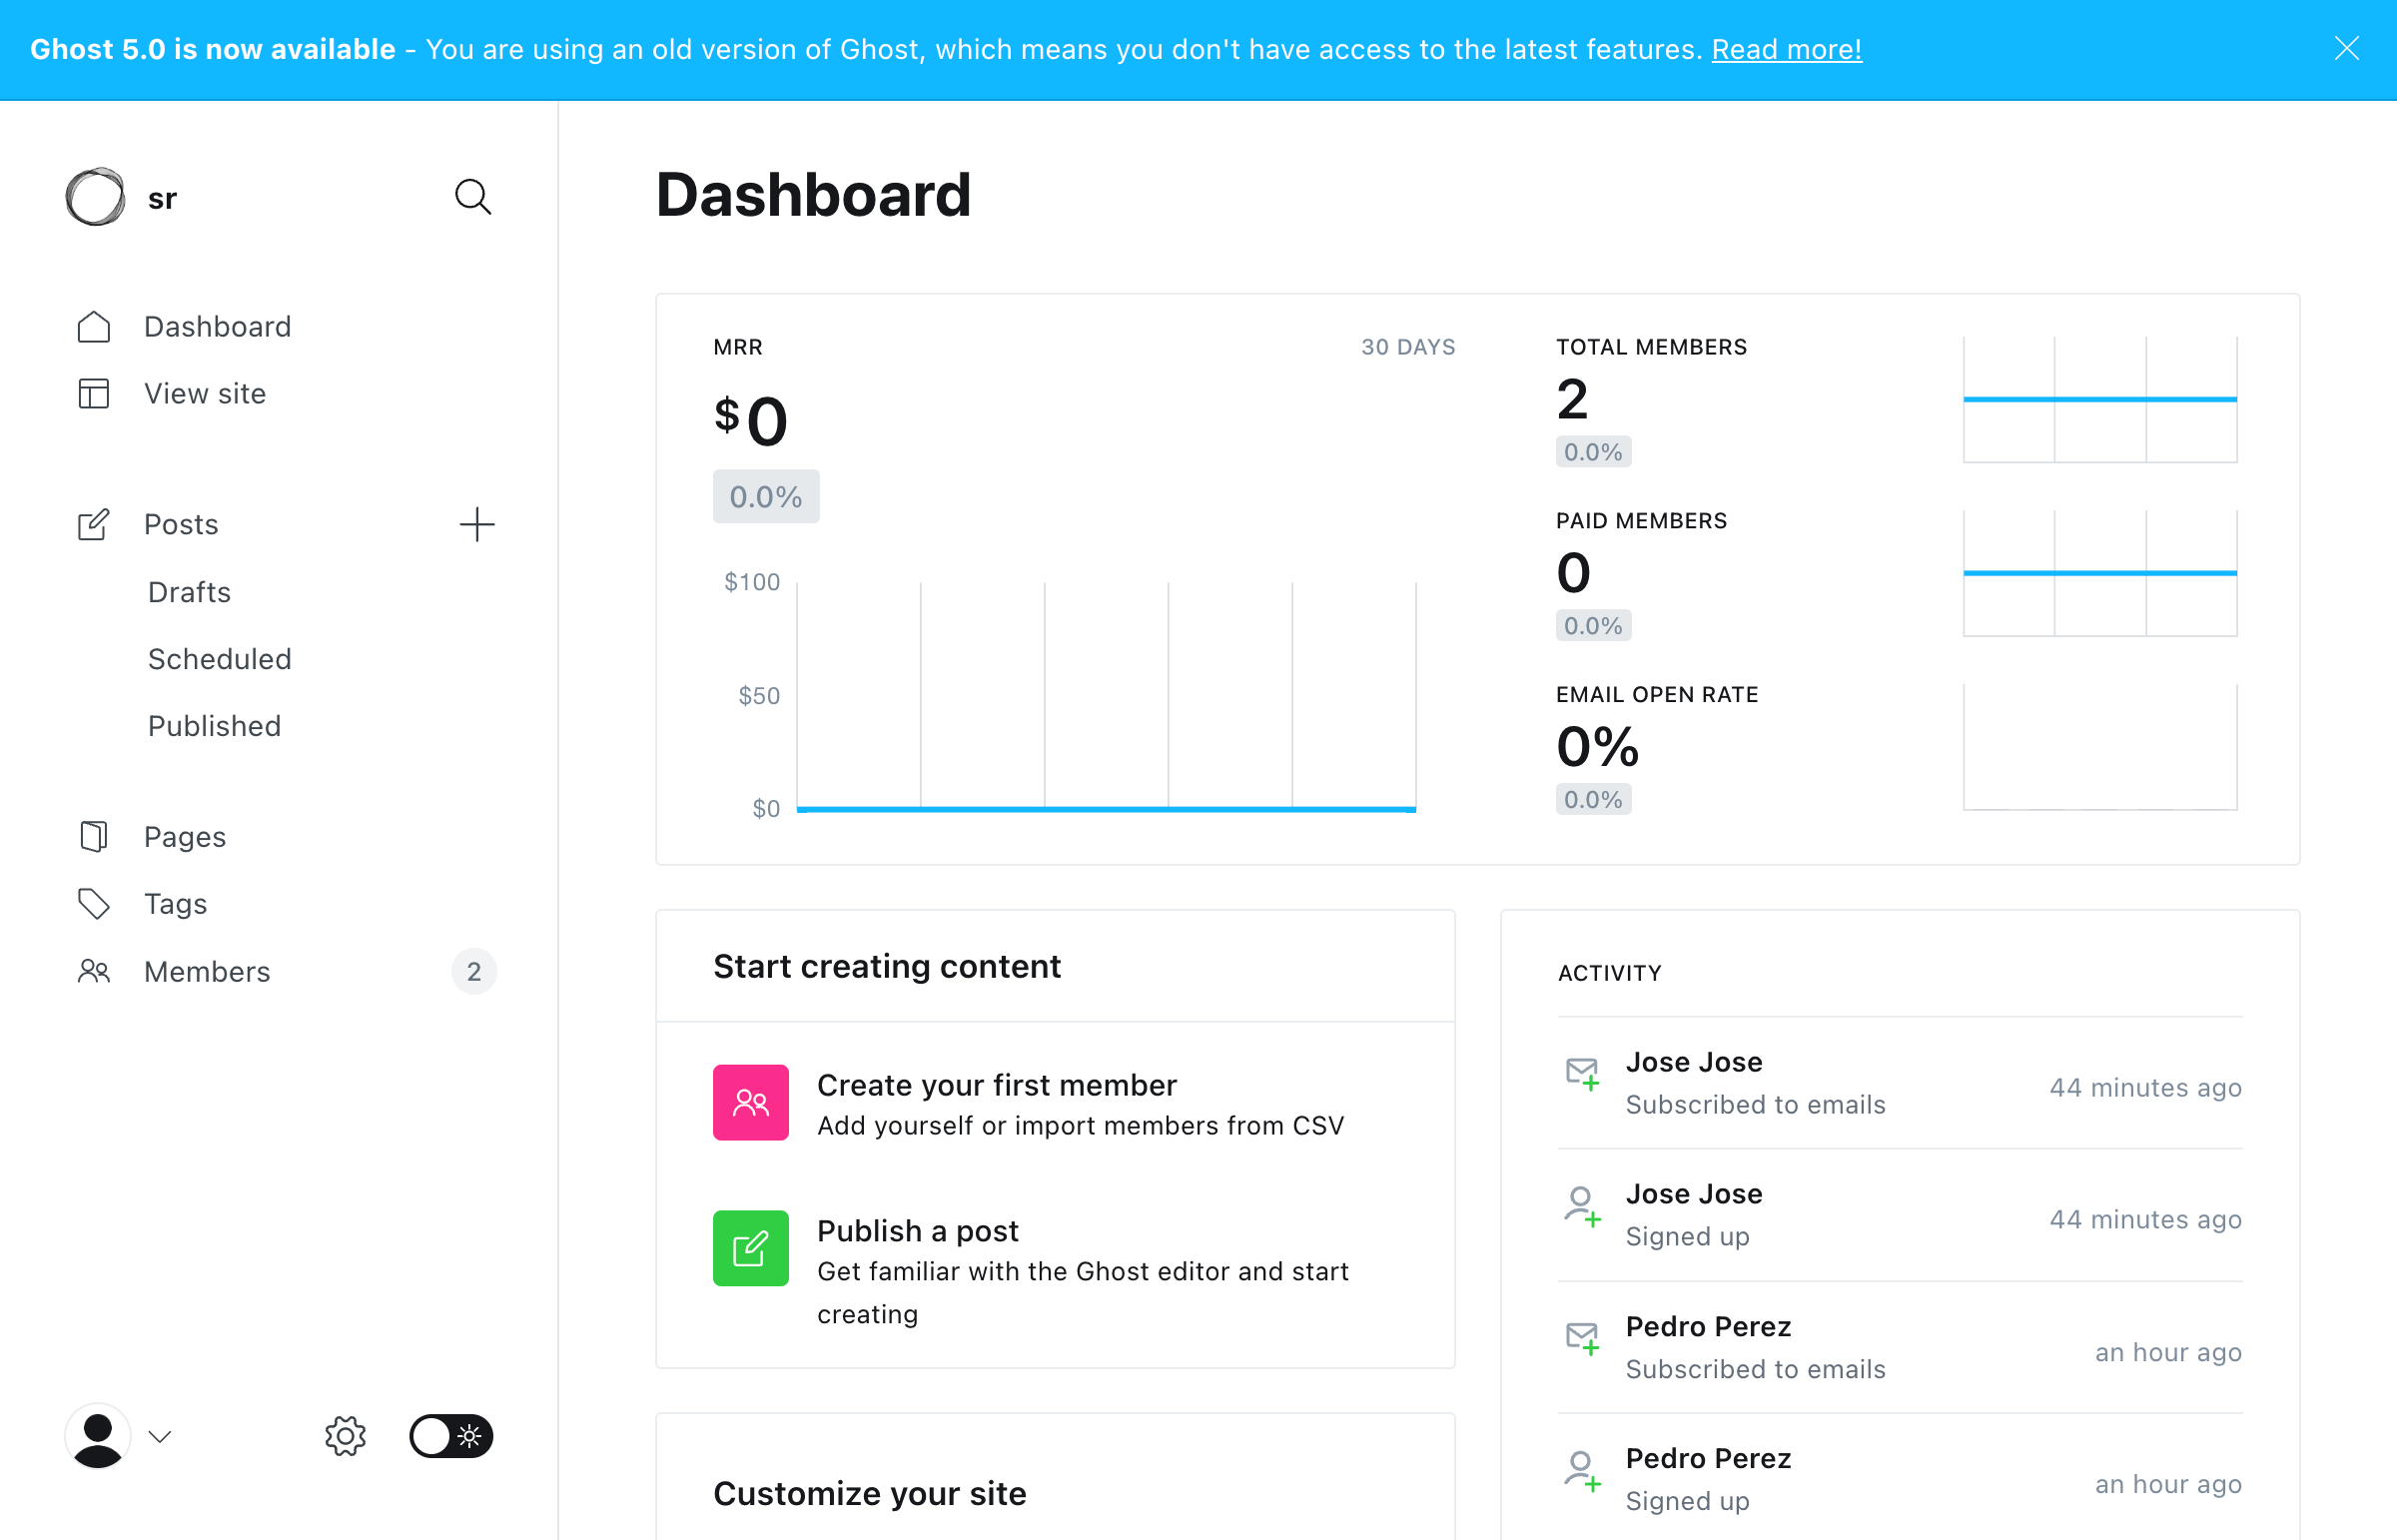 Ghost 5.0 is now available - You are using an old version of Ghost, which means you don't have access to the latest features. Read more!
sr
Dashboard
View site
Posts
Drafts
Scheduled
Published
Pages
Tags
Members
2
Dashboard
MRR
30 DAYS
$0
0.0%
$100
$50
$0
TOTAL MEMBERS
2
0.0%
PAID MEMBERS
0
0.0%
EMAIL OPEN RATE
0%
0.0%
Start creating content
Create your first member
Add yourself or import members from CSV
Publish a post
Get familiar with the Ghost editor and start
creating
Customize your site
ACTIVITY
Jose Jose
Subscribed to emails
44 minutes ago
Jose Jose
Signed up
44 minutes ago
Pedro Perez
Subscribed to emails
an hour ago
Pedro Perez
Signed up
an hour ago